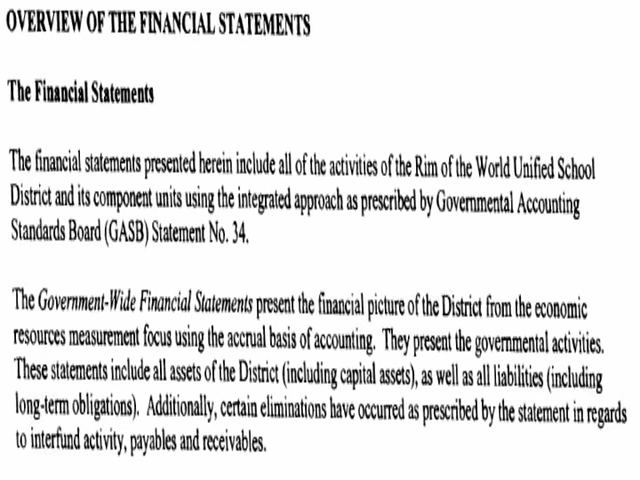 OVERVIEW OF THE FINANCIAL STATEMENTS
The Financial Statements
The financial statements presented herein include all of the activities of the Rim of the World Unified School
District and its component units using the integrated approach as prescribed by Governmental Accounting
Standards Board (GASB) Statement No. 34.
The Government-Wide Financial Statements present the financial picture of the District from the economic
resources measurement focus using the accrual basis of accounting. They present the governmental activities.
These statements include all assets of the District (including capital assets), as well as all liabilities (including
long-term obligations). Additionally, certain eliminations have occurred as prescribed by the statement in regards
to interfund activity, payables and receivables.